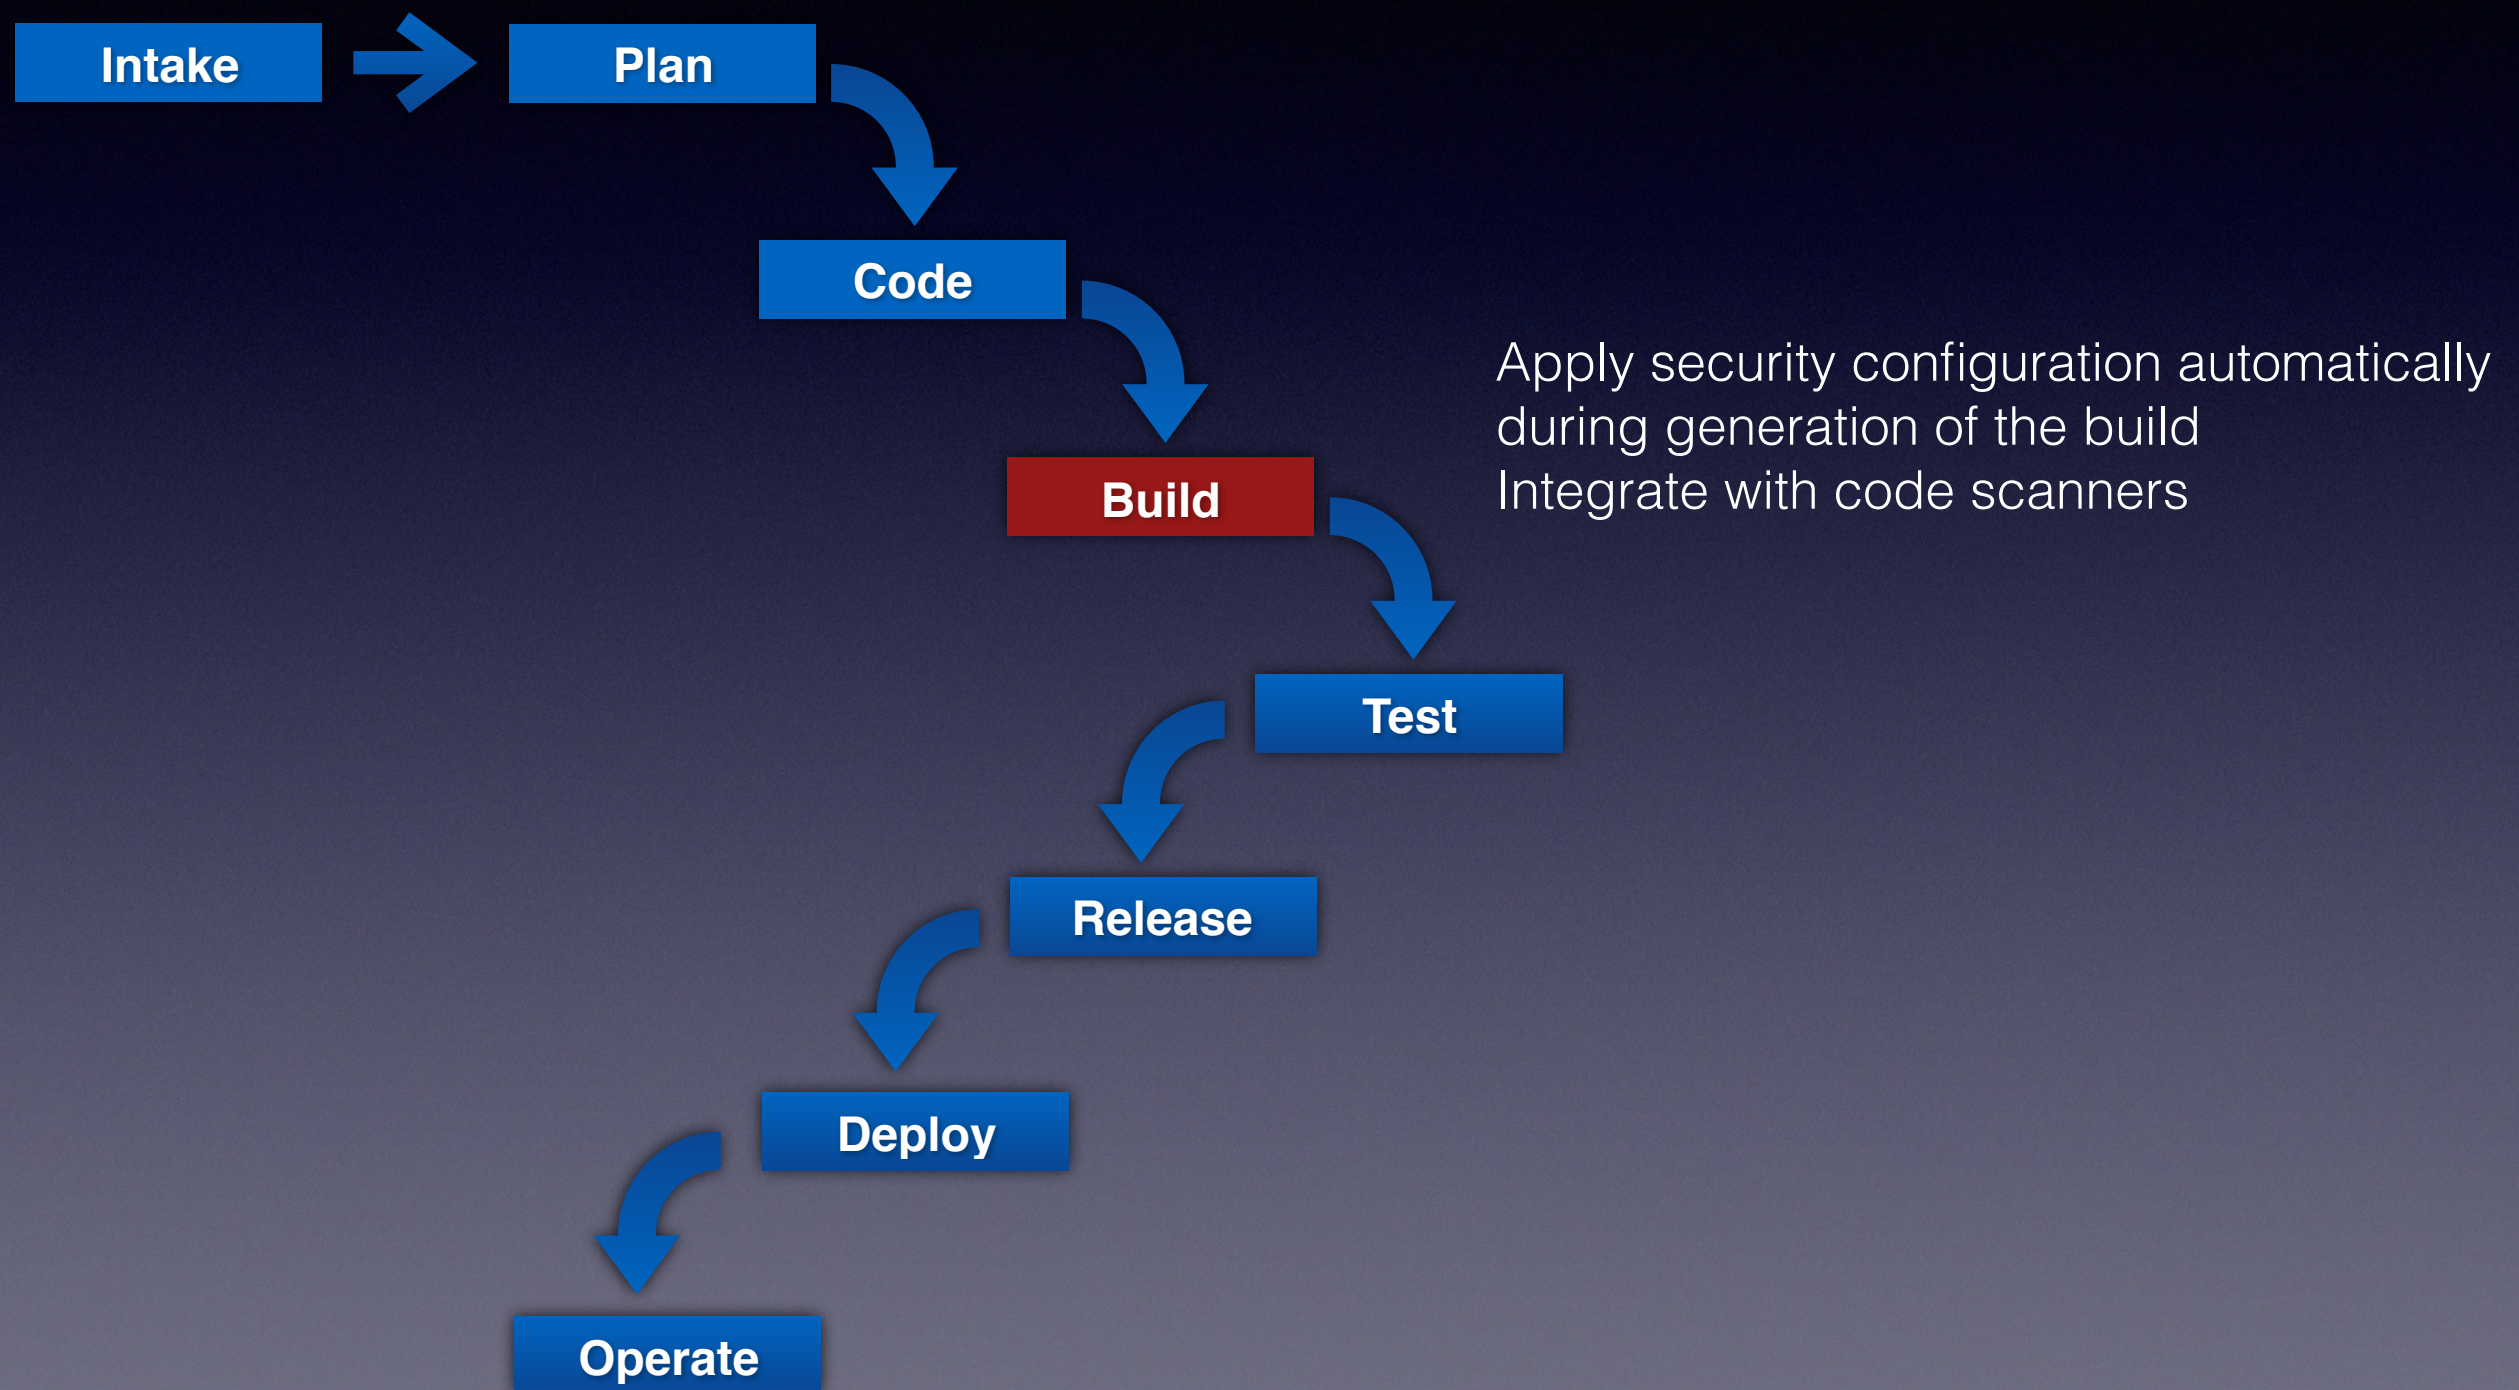 Intake
Plan
Code
Apply security configuration automatically
during generation of the build
Integrate with code scanners
Build
Test
Release
Deploy
Operate